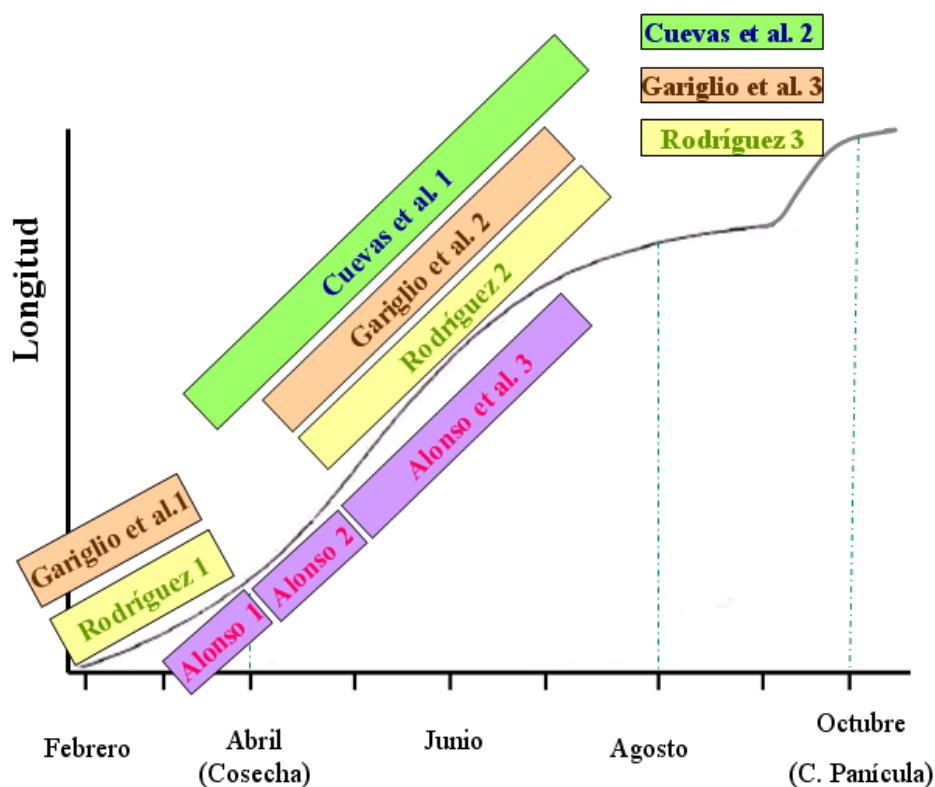 Cuevas et al. 2
Gariglio et al. 3
Rodríguez 3
Cuevas et al. 1
Gariglio et al. 2
Rodríguez 2
Alonso et al. 3
Longitud
Gariglio et al.1
Rodríguez 1
Alonso 2
Alonso 1
Febrero
Abril
(Cosecha)
Junio
Agosto
Octubre
(C. Panícula)